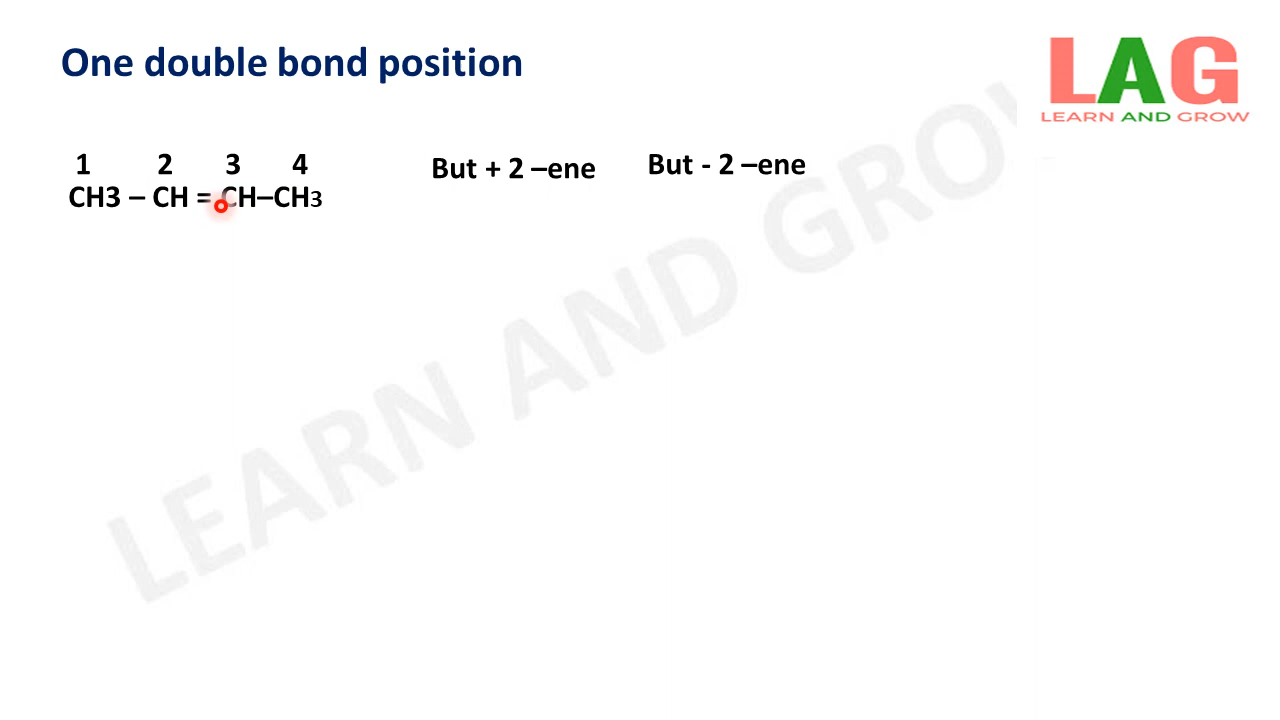 One double bond position
LAG
LEARN AND GROW
1 2 3 4
CH3 – CH = CH–CH3
But + 2 –ene
But - 2 –ene
LEARN AND GROW